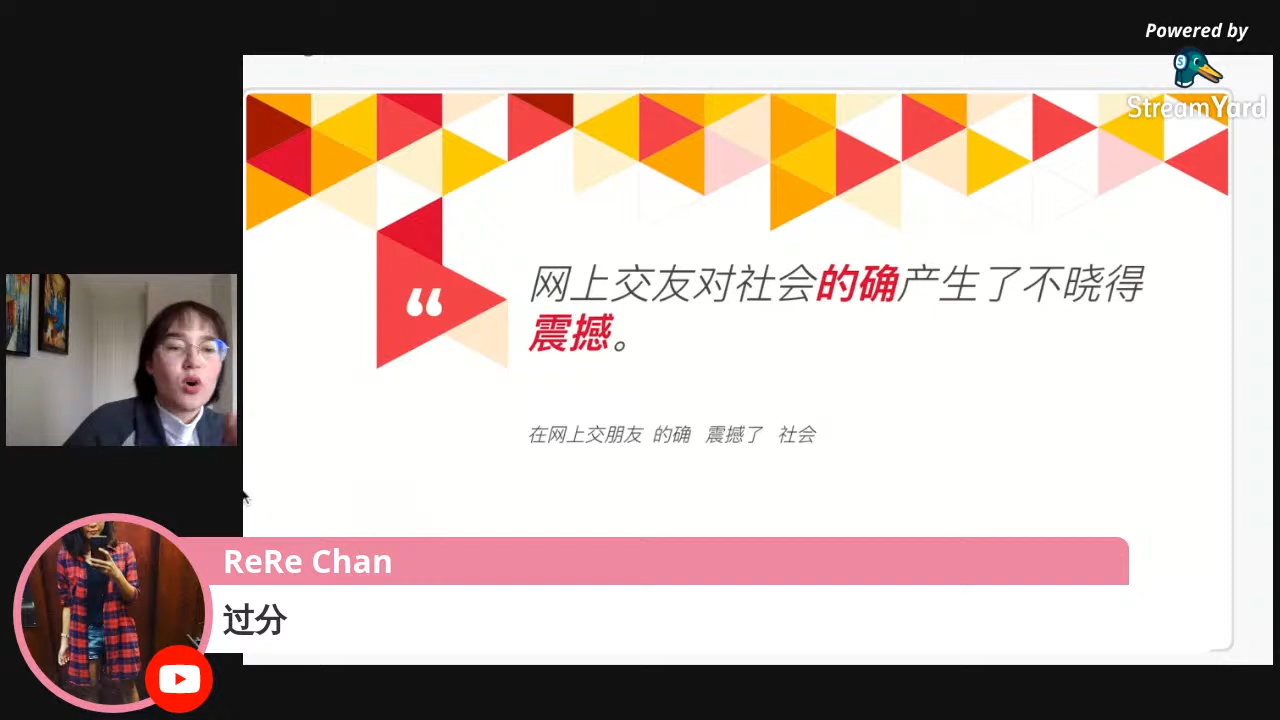 Powered by
StreamYard
网上交友对社会的确产生了不晓得
震撼。
在网上交朋友 的确 震撼了 社会
ReRe Chan
过分